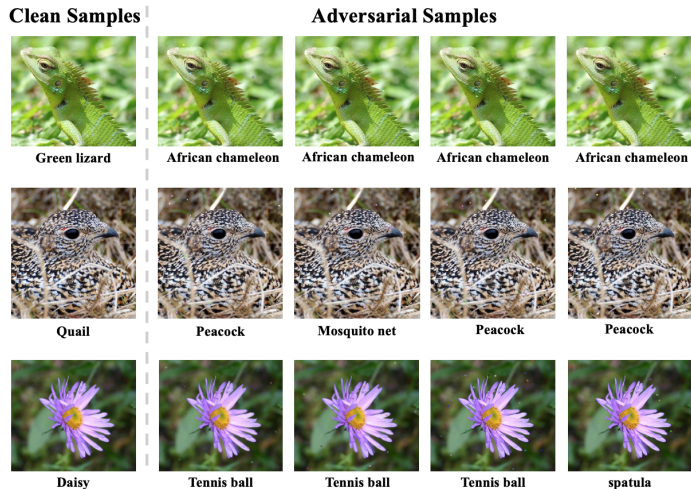 Clean Samples
Adversarial Samples
Green lizard
African chameleon
African chameleon
African chameleon
African chameleon
Quail
Peacock
Mosquito net
Peacock
Peacock
Daisy
Tennis ball
Tennis ball
Tennis ball
spatula